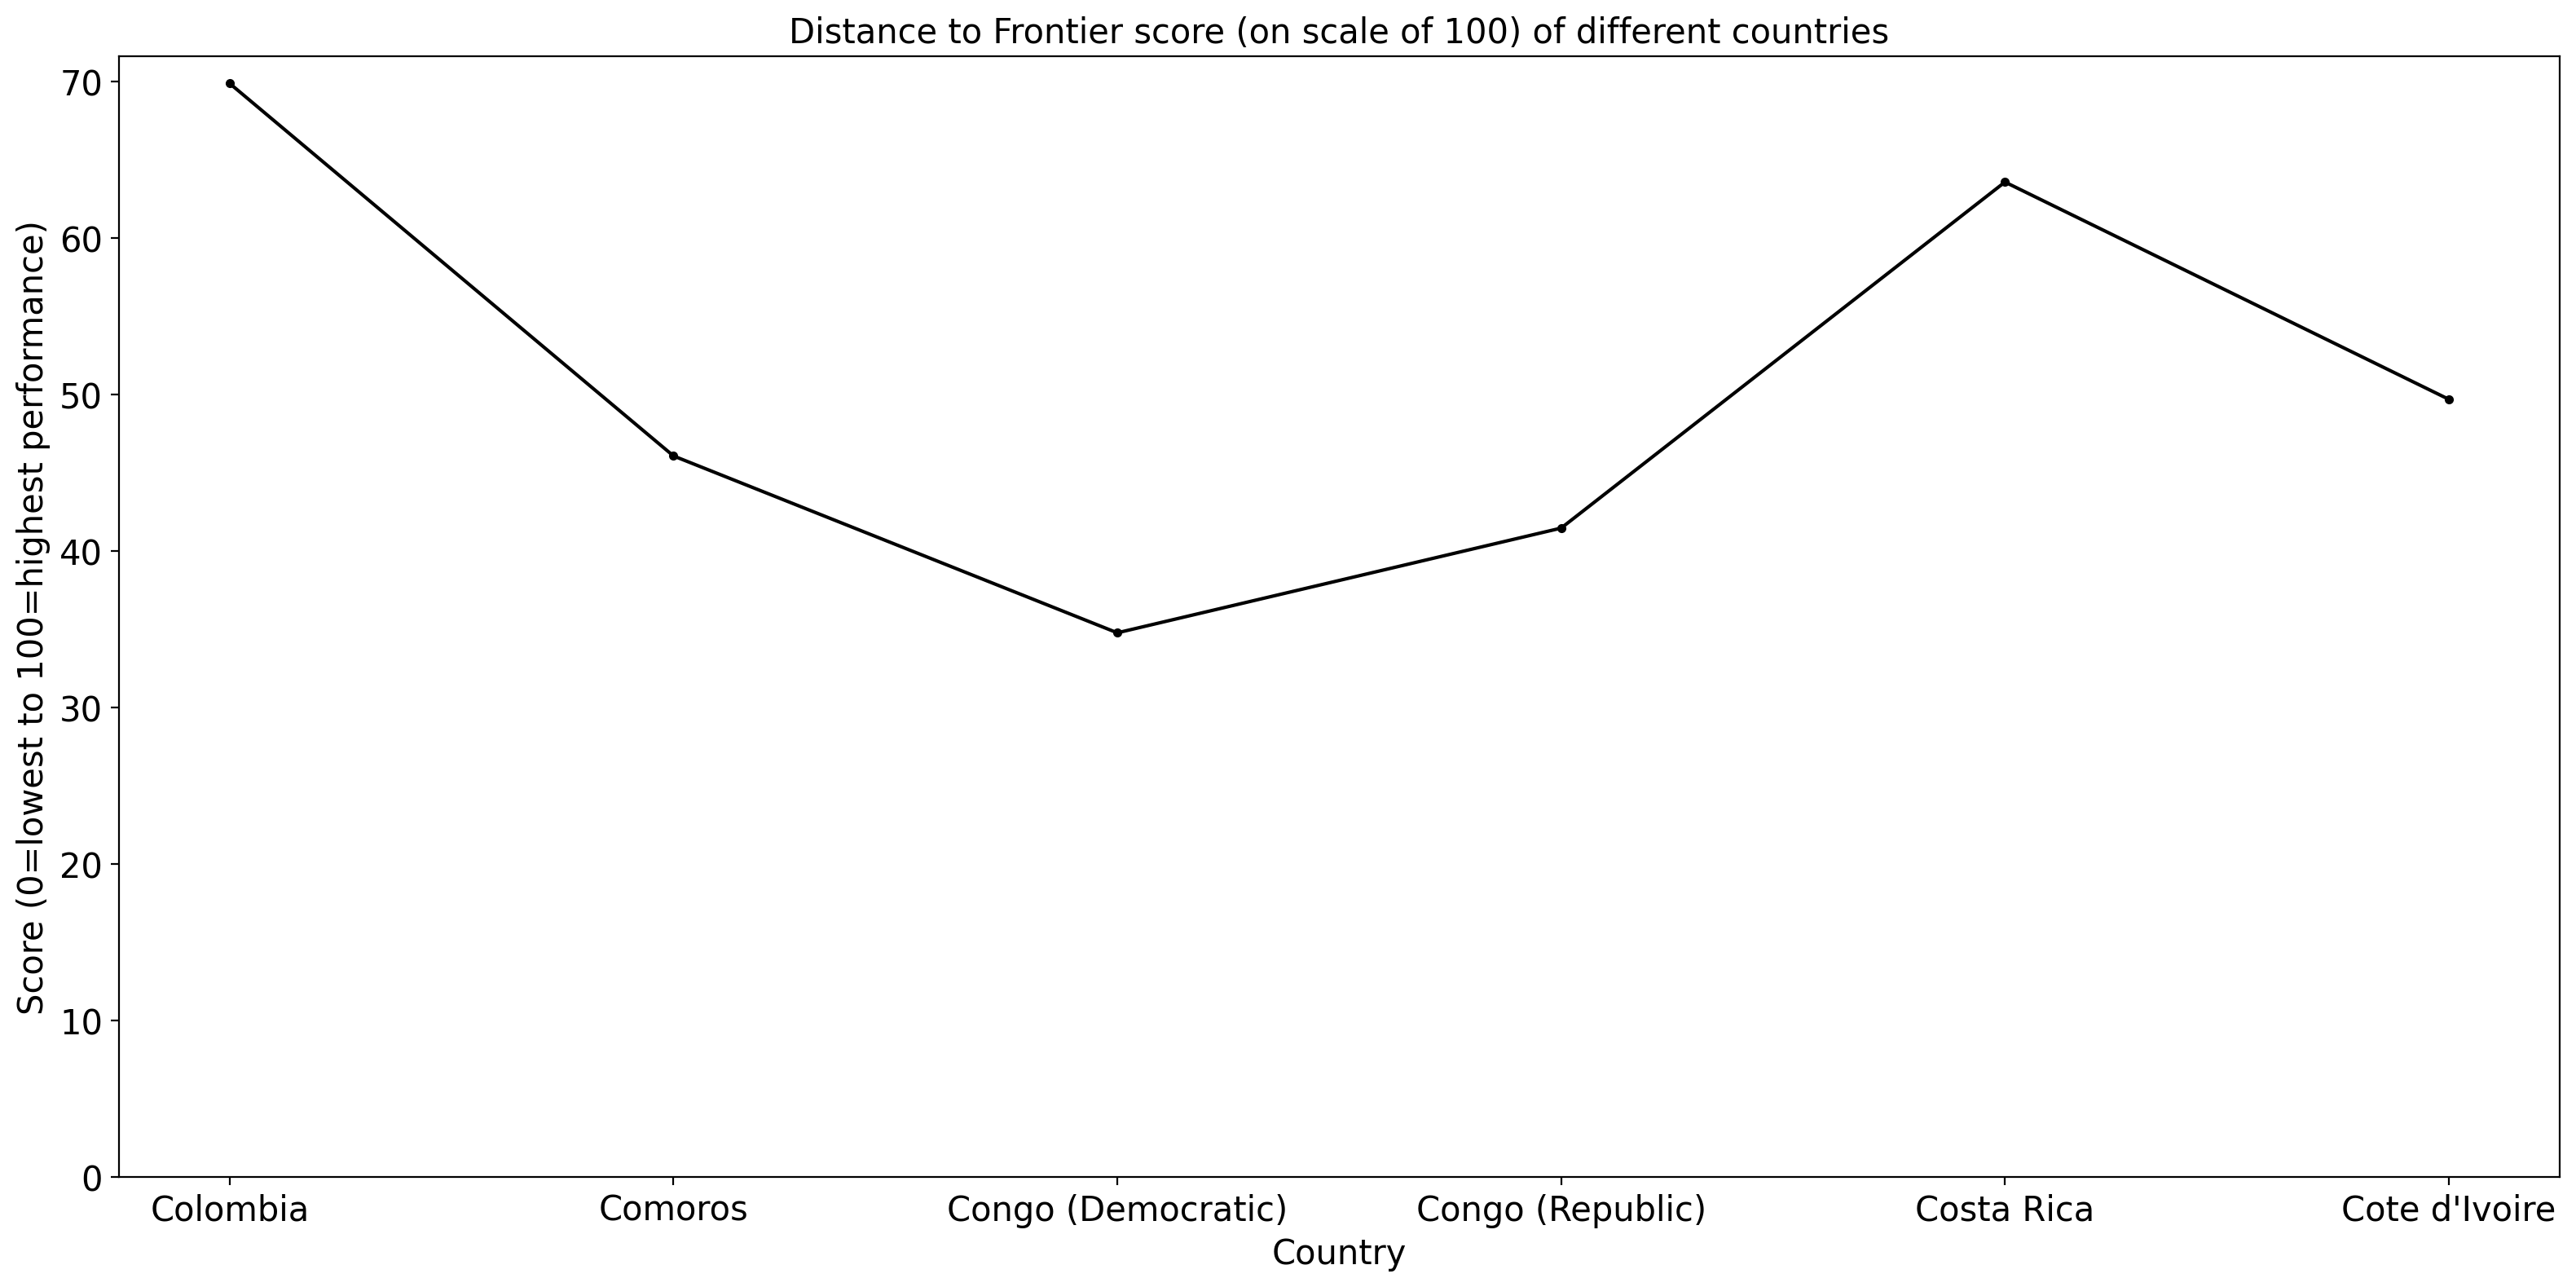 Distance to Frontier score (on scale of 100) of different countries
Score (0=lowest to 100=highest performance)
70
60
50
40
30
20
10
0
Colombia Comoros Congo (Democratic) Congo (Republic) Costa Rica Cote d'Ivoire
Country